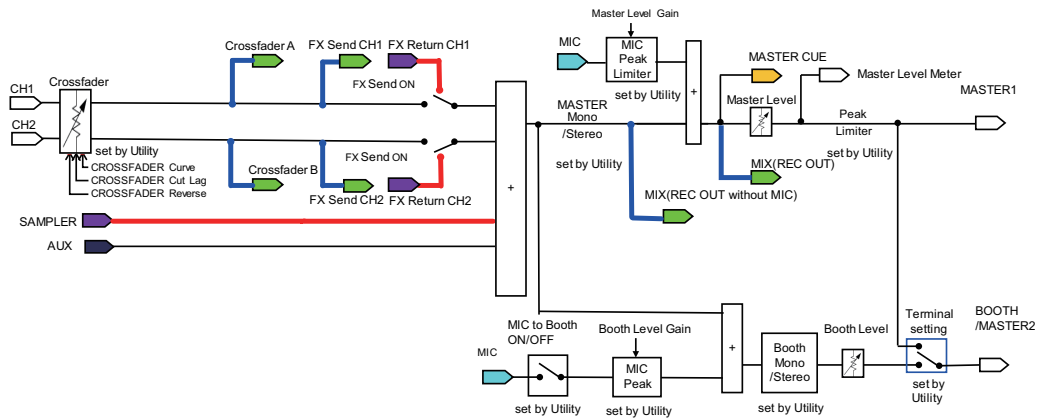 Master Level Gain
Crossfader A
FX Send CH1
FX Return CH1
MIC
MIC
Peak
Limiter
MASTER CUE
Master Level Meter
Crossfader
CH1
FX Send ON
set by Utility
+
Master Level
MASTER1
MASTER
Mono
/Stereo
Peak
Limiter
CH2
set by Utility
FX Send ON
set by Utility
set by Utility
CROSSFADER Curve
CROSSFADER Cut Lag
CROSSFADER Reverse
Crossfader B
FX Send CH2
FX Return CH2
+
MIX(REC OUT)
MIX(REC OUT without MIC)
SAMPLER
AUX
MIC to Booth
ON/OFF
Booth Level Gain
+
Booth Level
Terminal
setting
BOOTH
/MASTER2
MIC
MIC
Peak
Booth
Mono
/Stereo
set by Utility
set by Utility
set by Utility
set by
Utility